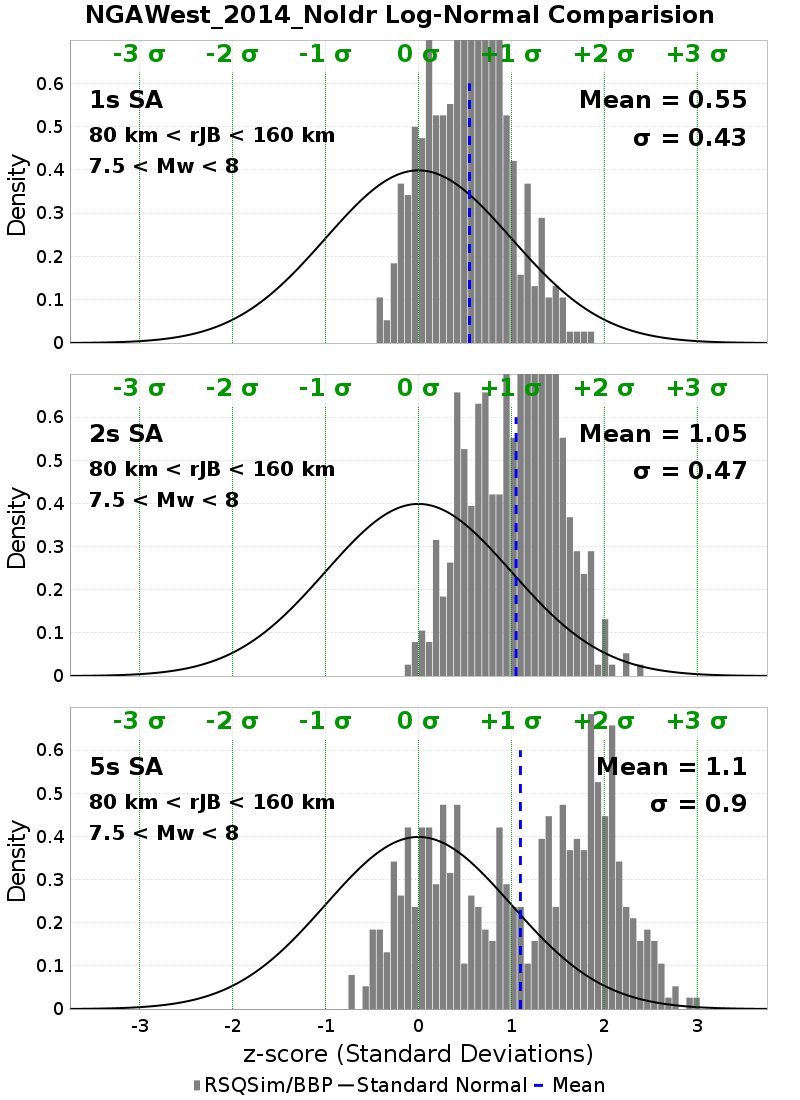 NGAWest_2014_NoIdr Log-Normal Comparision
-3 σ -2 σ -1 σ 0 σ +1 σ +2 σ +3 σ
1s SA
Mean = 0.55
80 km < rJB < 160 km
σ = 0.43
7.5 < Mw < 8
Density
0.6
0.5
0.4
0.3
0.2
0.1
0
-3 σ -2 σ -1 σ 0 σ +1 σ +2 σ +3 σ
2s SA
Mean = 1.05
80 km < rJB < 160 km
σ = 0.47
7.5 < Mw < 8
Density
0.6
0.5
0.4
0.3
0.2
0.1
0
-3 σ -2 σ -1 σ 0 σ +1 σ +2 σ +3 σ
5s SA
Mean = 1.1
80 km < rJB < 160 km
σ = 0.9
7.5 < Mw < 8
Density
0.6
0.5
0.4
0.3
0.2
0.1
0
-3 -2 -1 0 1 2 3
z-score (Standard Deviations)
RSQSim/BBP Standard Normal Mean